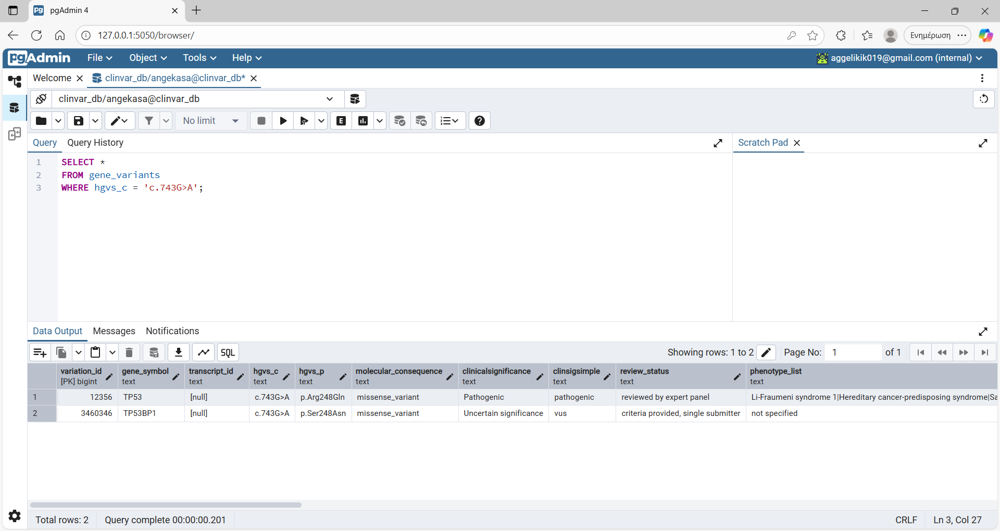 pgAdmin 4
127.0.0.1:5050/browser/
Ενημέρωση
pgAdmin File Object Tools Help aggelikik019@gmail.com (internal)
Welcome clinvar_db/angekasa@clinvar_db*
clinvar_db/angekasa@clinvar_db
No limit E
Query Query History Scratch Pad
1 SELECT *
2 FROM gene_variants
3 WHERE hgvs_c = 'c.743G>A';
Data Output Messages Notifications
SQL Showing rows: 1 to 2 Page No: 1 of 1
variation_id gene_symbol transcript_id hgvs_c hgvs_p molecular_consequence clinicalsignificance clinsigsimple review_status phenotype_list
[PK] bigint text text text text text text text text text
1 12356 TP53 [null] c.743G>A p.Arg248Gln missense_variant Pathogenic pathogenic reviewed by expert panel Li-Fraumeni syndrome 1|Hereditary cancer-predisposing syndrome|Sa
2 3460346 TP53BP1 [null] c.743G>A p.Ser248Asn missense_variant Uncertain significance vus criteria provided, single submitter not specified
Total rows: 2 Query complete 00:00:00.201 CRLF Ln 3, Col 27